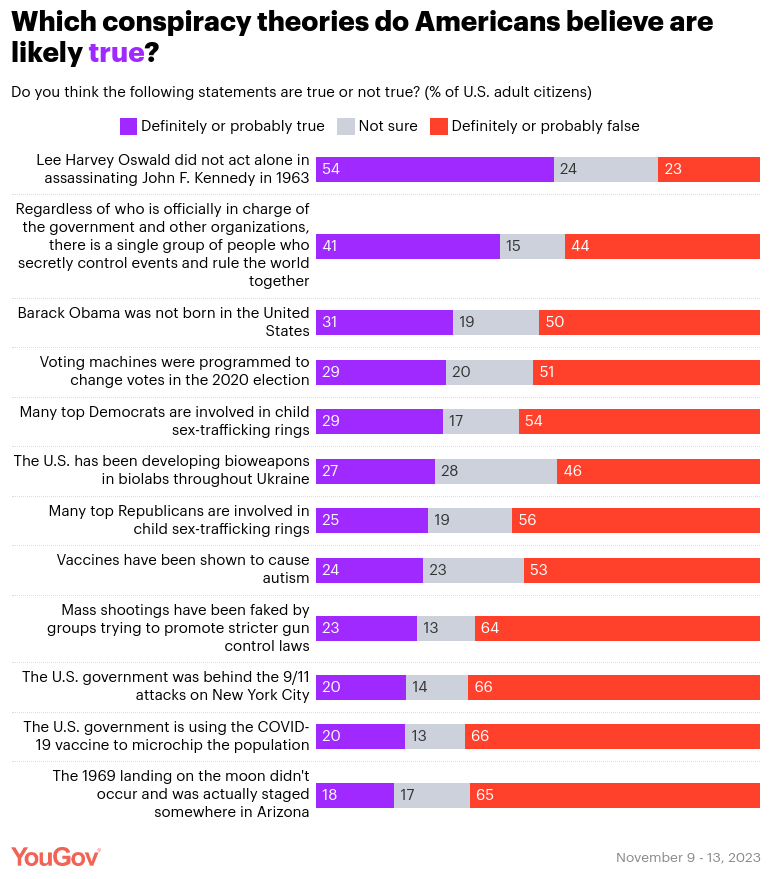 Which conspiracy theories do Americans believe are
likely true?
Do you think the following statements are true or not true? (% of U.S. adult citizens)
Definitely or probably true Not sure Definitely or probably false
Lee Harvey Oswald did not act alone in
assassinating John F. Kennedy in 1963
54 24 23
Regardless of who is officially in charge of
the government and other organizations,
there is a single group of people who
secretly control events and rule the world
together
41 15 44
Barack Obama was not born in the United
States
31 19 50
Voting machines were programmed to
change votes in the 2020 election
29 20 51
Many top Democrats are involved in child
sex-trafficking rings
29 17 54
The U.S. has been developing bioweapons
in biolabs throughout Ukraine
27 28 46
Many top Republicans are involved in
child sex-trafficking rings
25 19 56
Vaccines have been shown to cause
autism
24 23 53
Mass shootings have been faked by
groups trying to promote stricter gun
control laws
23 13 64
The U.S. government was behind the 9/11
attacks on New York City
20 14 66
The U.S. government is using the COVID-
19 vaccine to microchip the population
20 13 66
The 1969 landing on the moon didn't
occur and was actually staged
somewhere in Arizona
18 17 65
YouGov®
November 9 - 13, 2023